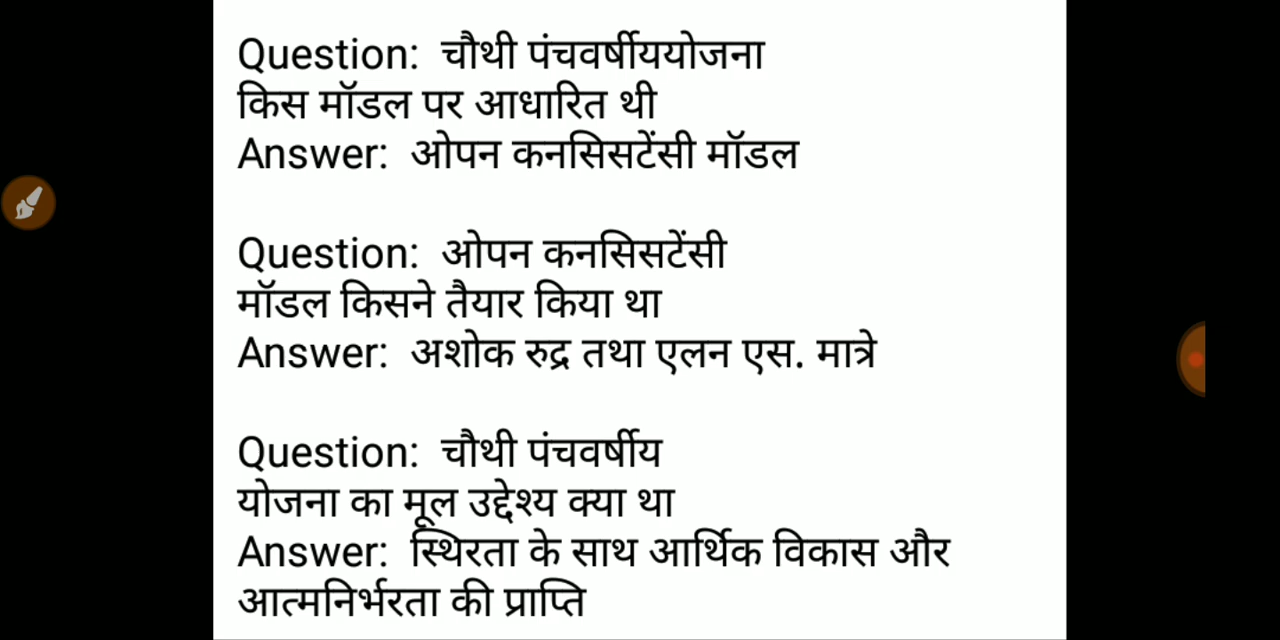 Question: चौथी पंचवर्षीययोजना
किस मॉडल पर आधारित थी
Answer: ओपन कनसिसटेंसी मॉडल
Question: ओपन कनसिसटेंसी
मॉडल किसने तैयार किया था
Answer: अशोक रुद्र तथा एलन एस. मात्रे
Question: चौथी पंचवर्षीय
योजना का मूल उद्देश्य क्या था
Answer: स्थिरता के साथ आर्थिक विकास और
आत्मनिर्भरता की प्राप्ति